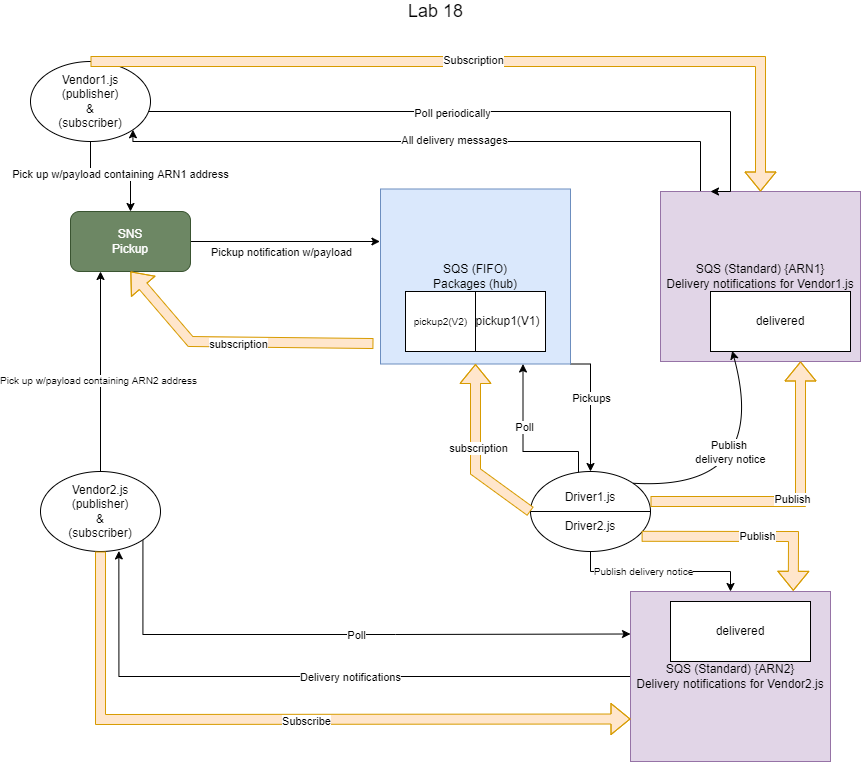 Lab 18
Subscription
Vendor1.js
(publisher)
&
(subscriber)
Poll periodically
All delivery messages
Pick up w/payload containing ARN1 address
SNS
Pickup
Pickup notification w/payload
SQS (FIFO)
Packages (hub)
pickup2(V2)
pickup1(V1)
SQS (Standard) {ARN1}
Delivery notifications for Vendor1.js
delivered
subscription
Pick up w/payload containing ARN2 address
Pickups
Poll
subscription
Publish
delivery notice
Vendor2.js
(publisher)
&
(subscriber)
Driver1.js
Driver2.js
Publish
Publish
Publish delivery notice
delivered
SQS (Standard) {ARN2}
Delivery notifications for Vendor2.js
Poll
Delivery notifications
Subscribe